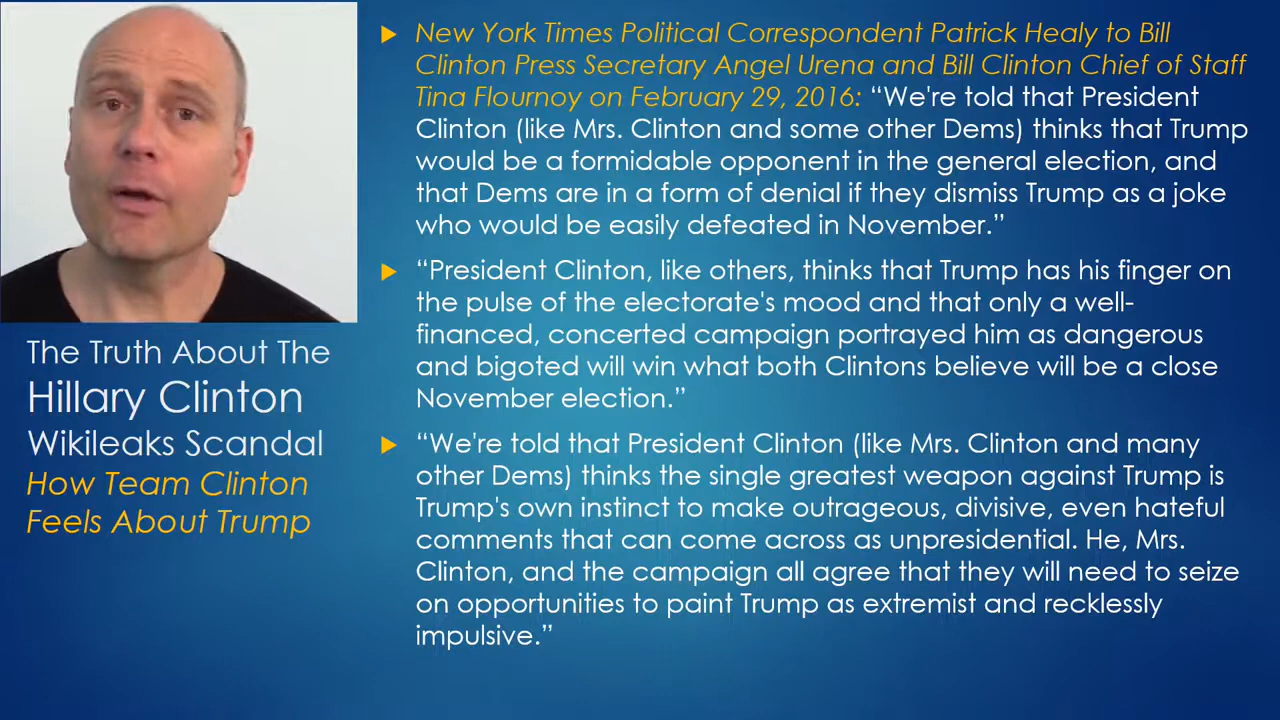 New York Times Political Correspondent Patrick Healy to Bill
Clinton Press Secretary Angel Urena and Bill Clinton Chief of Staff
Tina Flournoy on February 29, 2016: “We're told that President
Clinton (like Mrs. Clinton and some other Dems) thinks that Trump
would be a formidable opponent in the general election, and
that Dems are in a form of denial if they dismiss Trump as a joke
who would be easily defeated in November.”
“President Clinton, like others, thinks that Trump has his finger on
the pulse of the electorate's mood and that only a well-
financed, concerted campaign portrayed him as dangerous
and bigoted will win what both Clintons believe will be a close
November election.”
“We're told that President Clinton (like Mrs. Clinton and many
other Dems) thinks the single greatest weapon against Trump is
Trump's own instinct to make outrageous, divisive, even hateful
comments that can come across as unpresidential. He, Mrs.
Clinton, and the campaign all agree that they will need to seize
on opportunities to paint Trump as extremist and recklessly
impulsive.”
The Truth About The
Hillary Clinton
Wikileaks Scandal
How Team Clinton
Feels About Trump